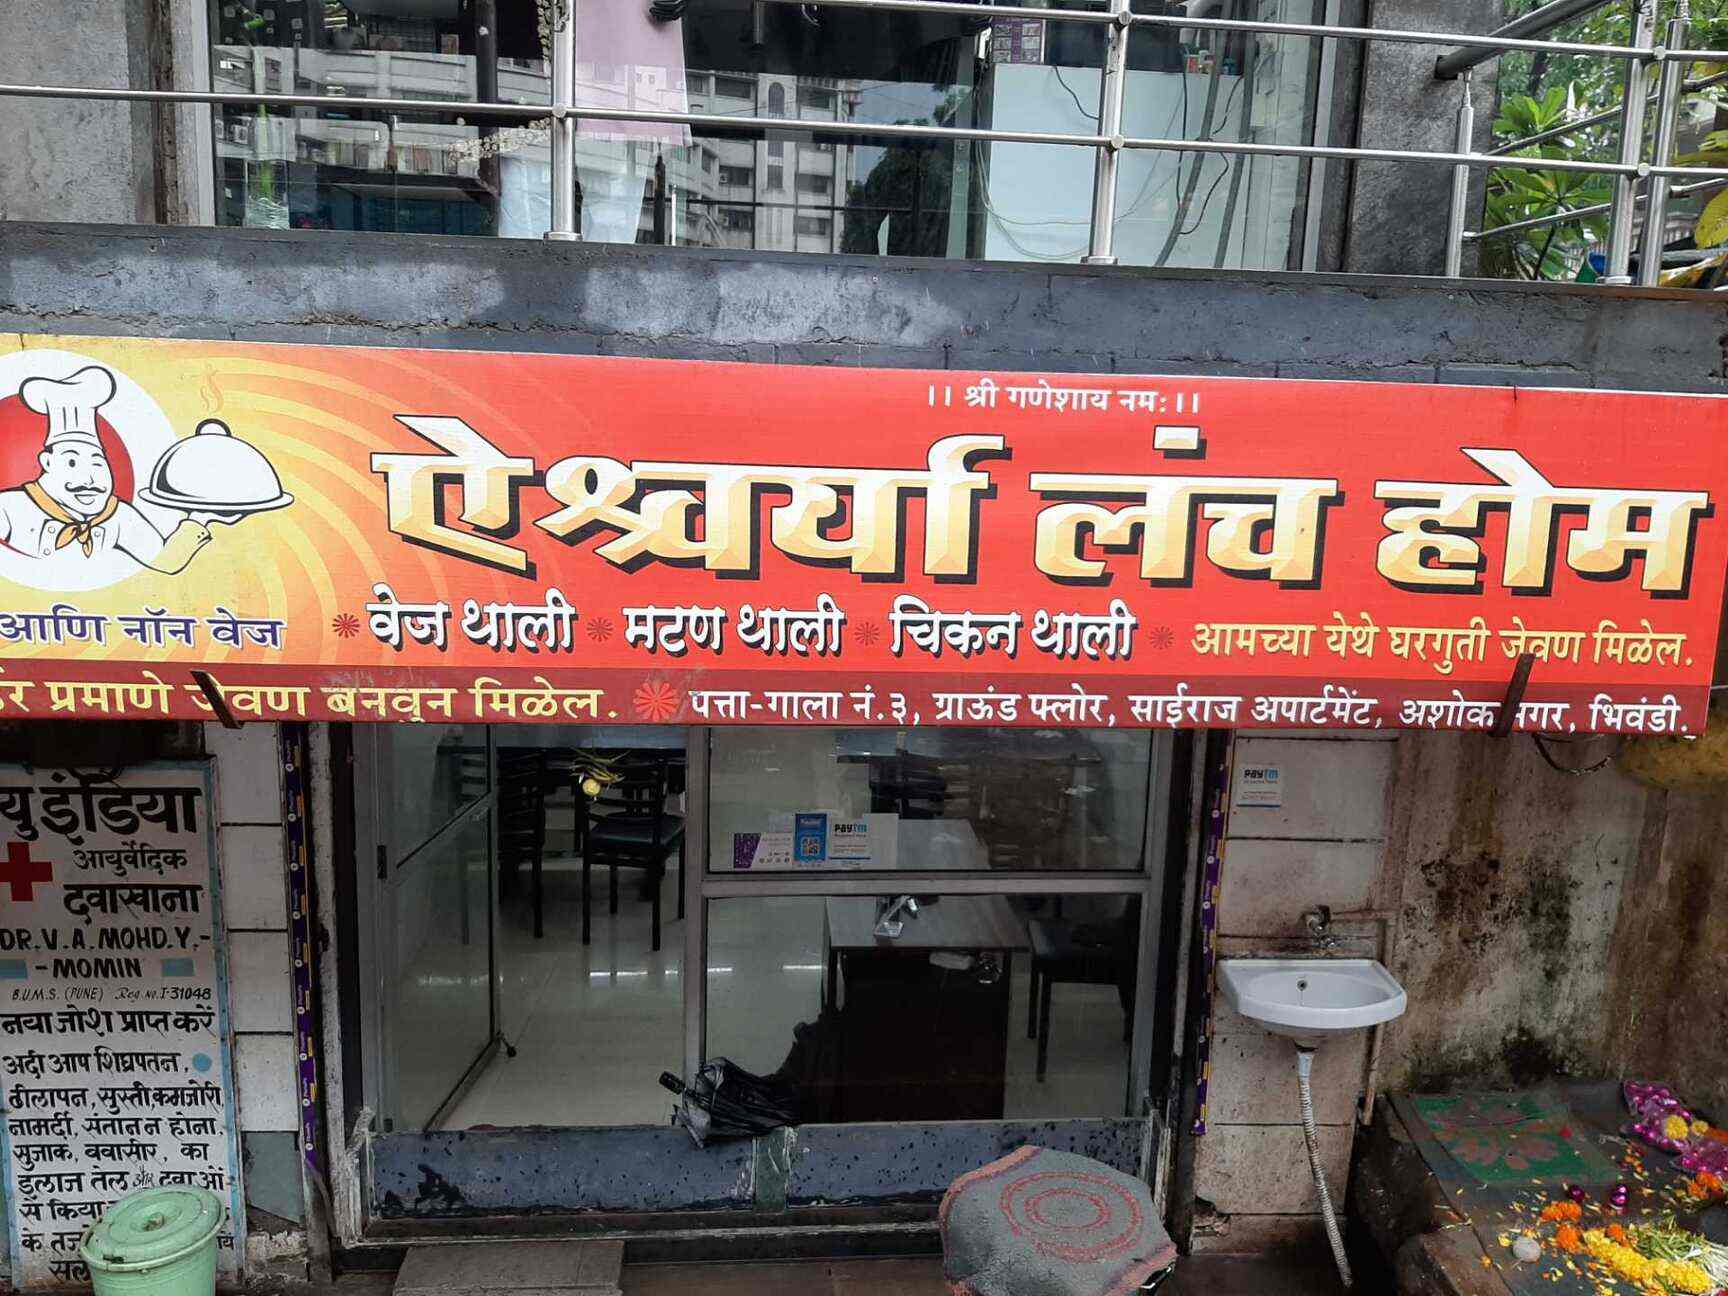 ।। श्री गणेशाय नमः।।
ऐश्वर्या लंच होम
आणि नॉन वेज
वेज थाली * मटण थाली * चिकन थाली * आमच्या येथे घरगुती जेवण मिळेल.
प्रमाणे जेवण बनवून मिळेल. * पत्ता-गाला नं.३, ग्राऊंड फ्लोर, साईराज अपार्टमेंट, अशोक नगर, भिवंडी.
paytm
paytm
यु इंडिया
आयुर्वेदिक
दवाखाना
DR. V. A. MOHD. Y.-
-MOMIN
B.U.M.S. (PUNE) Reg. No. I-31048
नया जोश प्राप्त करें
अदी आप शिघ्रपतन,
ढीलापन, सुस्ती, कमजोरी,
नामर्दी, संतान न होना,
सुजाक, बवासीर, का
इलाज तेल और दवाओं-
से किया
के